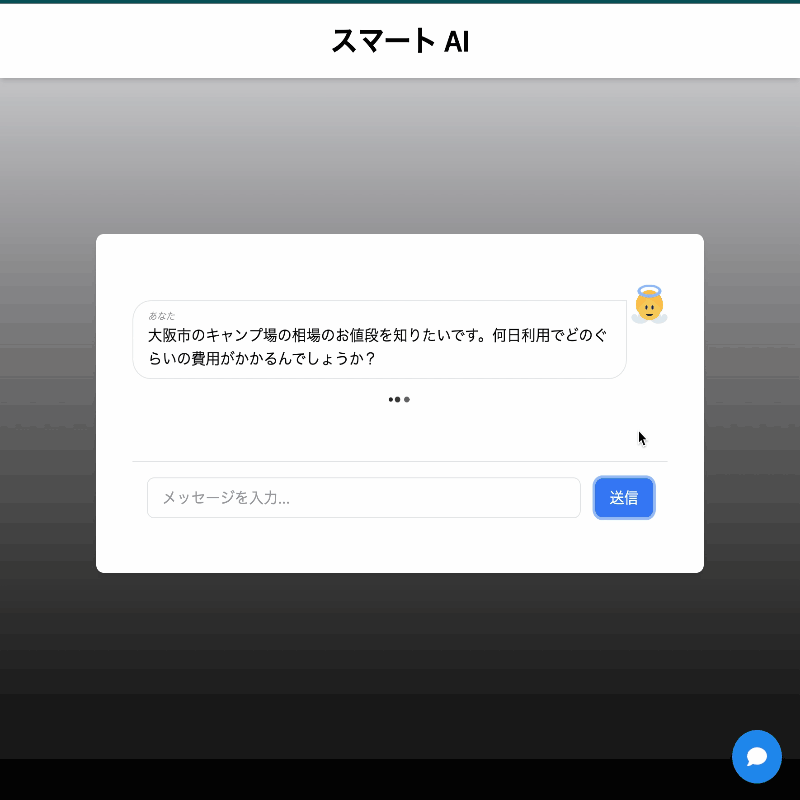 スマート AI
あなた
大阪市のキャンプ場の相場のお値段を知りたいです。何日利用でどのぐ
らいの費用がかかるんでしょうか？
メッセージを入力...
送信